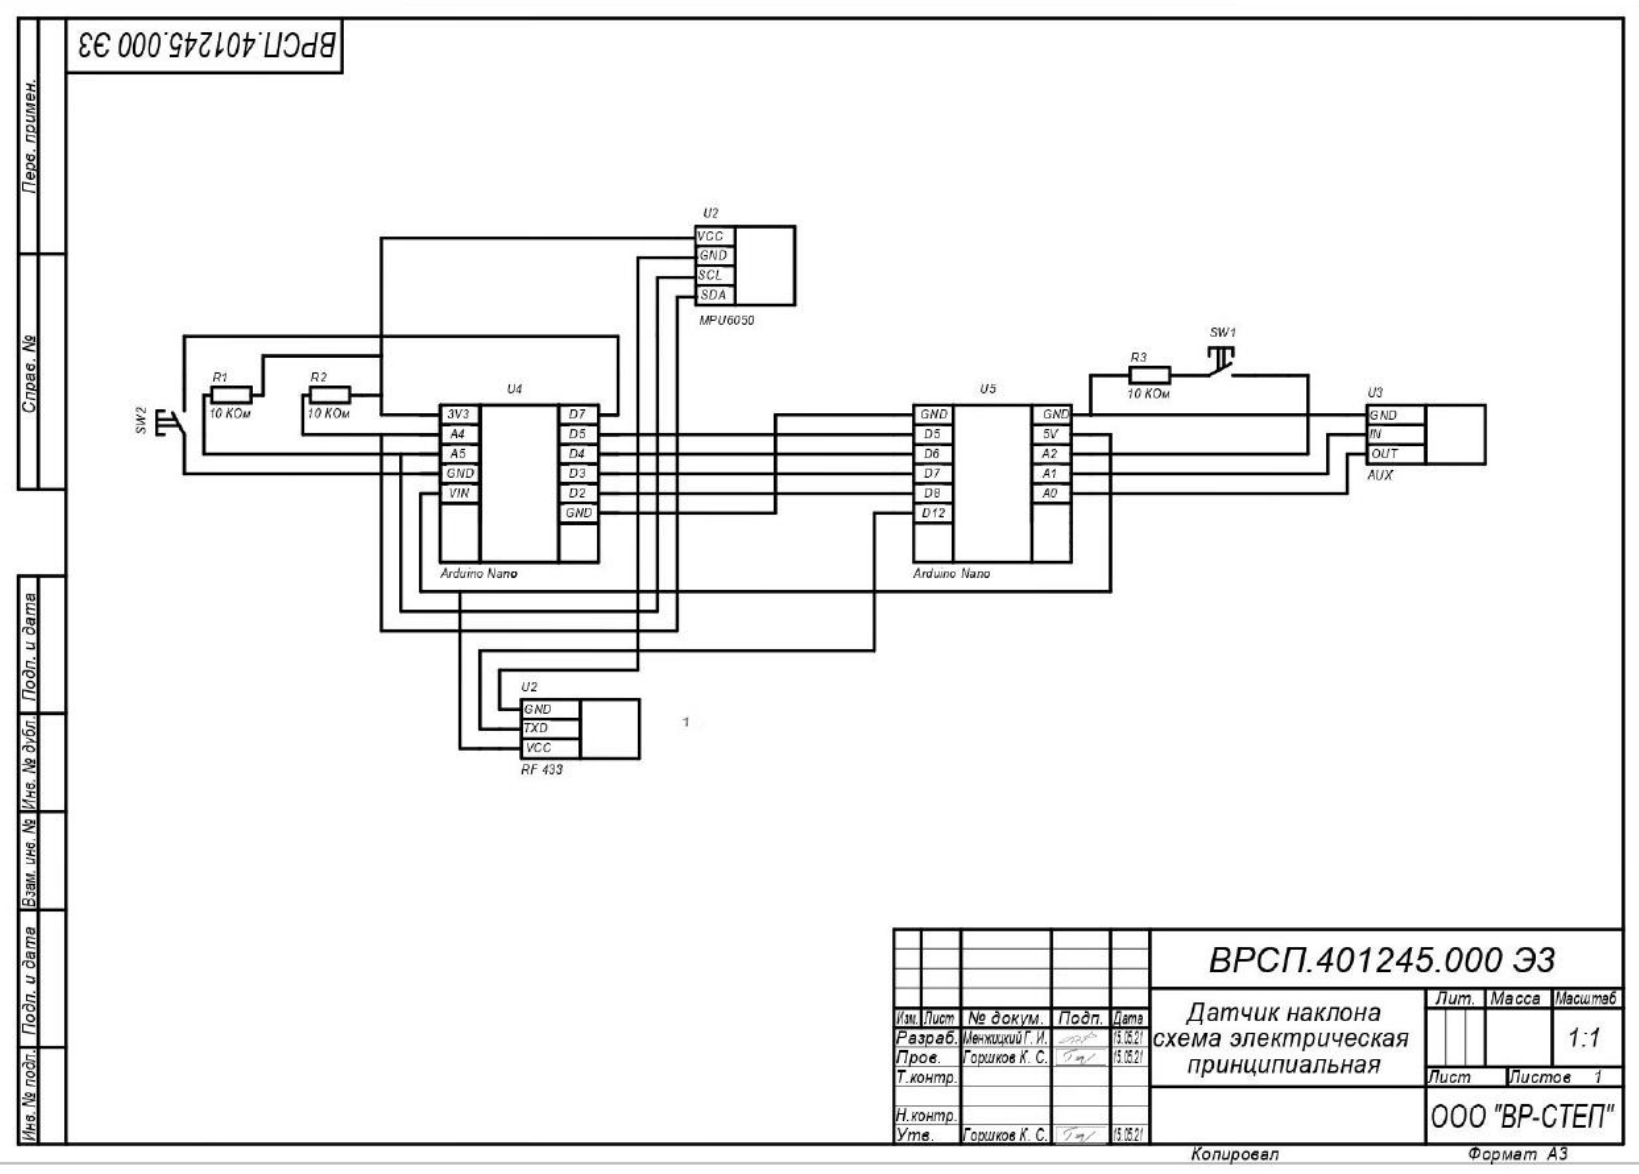 ВРСП.401245.000 ЭЗ
Перв. примен.
Справ. №
Подп. и дата
Инв. № дубл.
Взам. инв. №
Подп. и дата
Инв. № подл.
U2
VCC
GND
SCL
SDA
MPU6050
SW2
R1
10 КОм
R2
10 КОм
U4
3V3
A4
A5
GND
VIN
D7
D5
D4
D3
D2
GND
Arduino Nano
U5
GND
D5
D6
D7
D8
D12
GND
5V
A2
A1
A0
Arduino Nano
R3
10 КОм
SW1
U3
GND
IN
OUT
AUX
U2
GND
TXD
VCC
RF 433
1
ВРСП.401245.000 ЭЗ
Изм. Лист № докум. Подп. Дата
Разраб. Менжицкий Г. И. 15.05.21
Пров. Горшков К. С. 15.05.21
Т.контр.
Н.контр.
Утв. Горшков К. С. 15.05.21
Датчик наклона
схема электрическая
принципиальная
Лит. Масса Масштаб
1:1
Лист Листов 1
ООО "ВР-СТЕП"
Копировал Формат А3